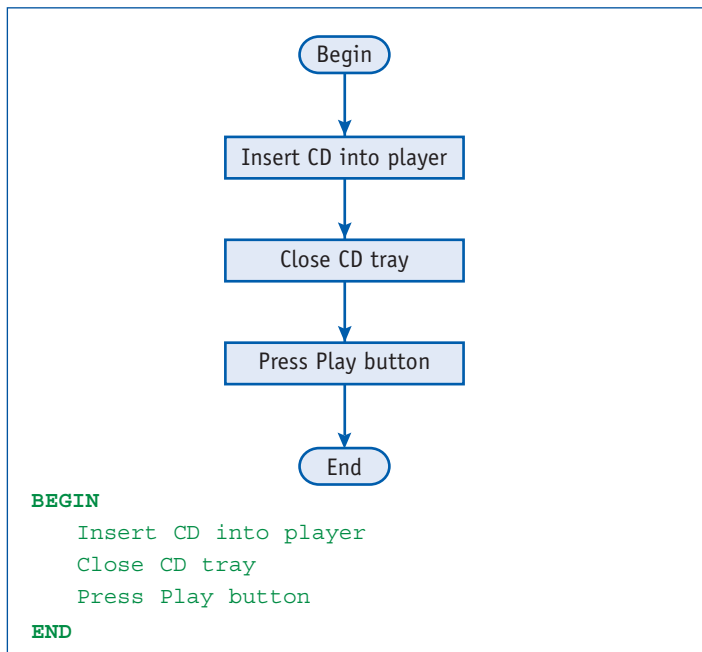 Begin
Insert CD into player
Close CD tray
Press Play button
End
BEGIN
Insert CD into player
Close CD tray
Press Play button
END